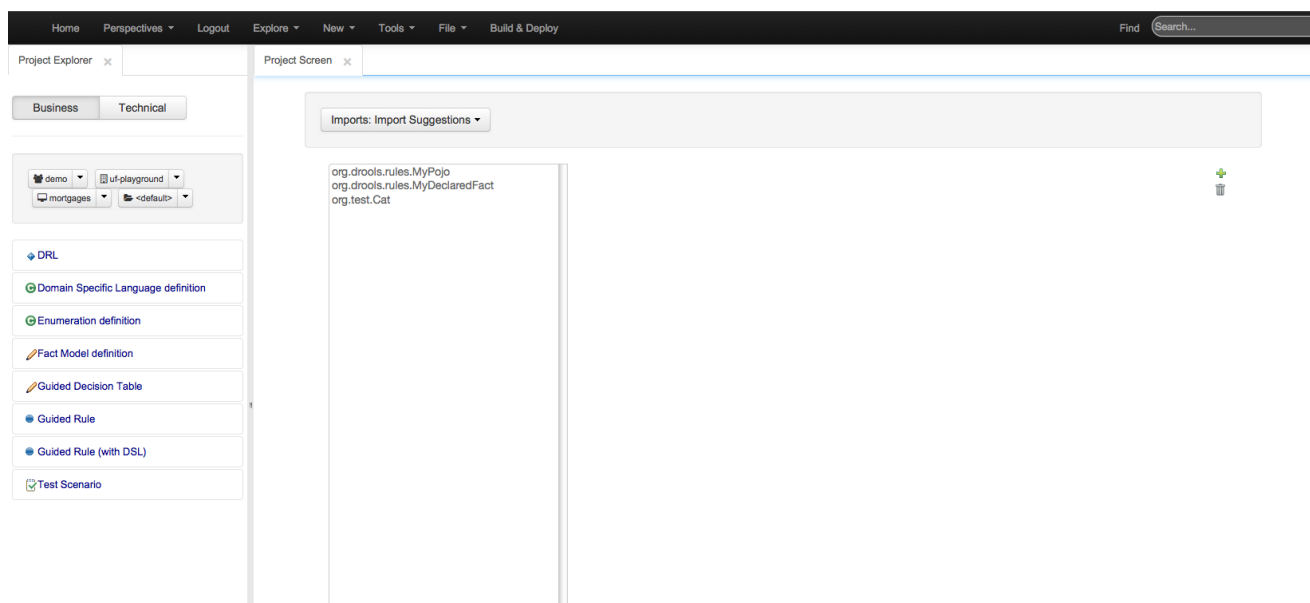 Home Perspectives Logout Explore New Tools File Build & Deploy Find Search...
Project Explorer Project Screen
Business Technical
Imports: Import Suggestions
demo uf-playground
mortgages <default>
org.drools.rules.MyPojo
org.drools.rules.MyDeclaredFact
org.test.Cat
DRL
Domain Specific Language definition
Enumeration definition
Fact Model definition
Guided Decision Table
Guided Rule
Guided Rule (with DSL)
Test Scenario